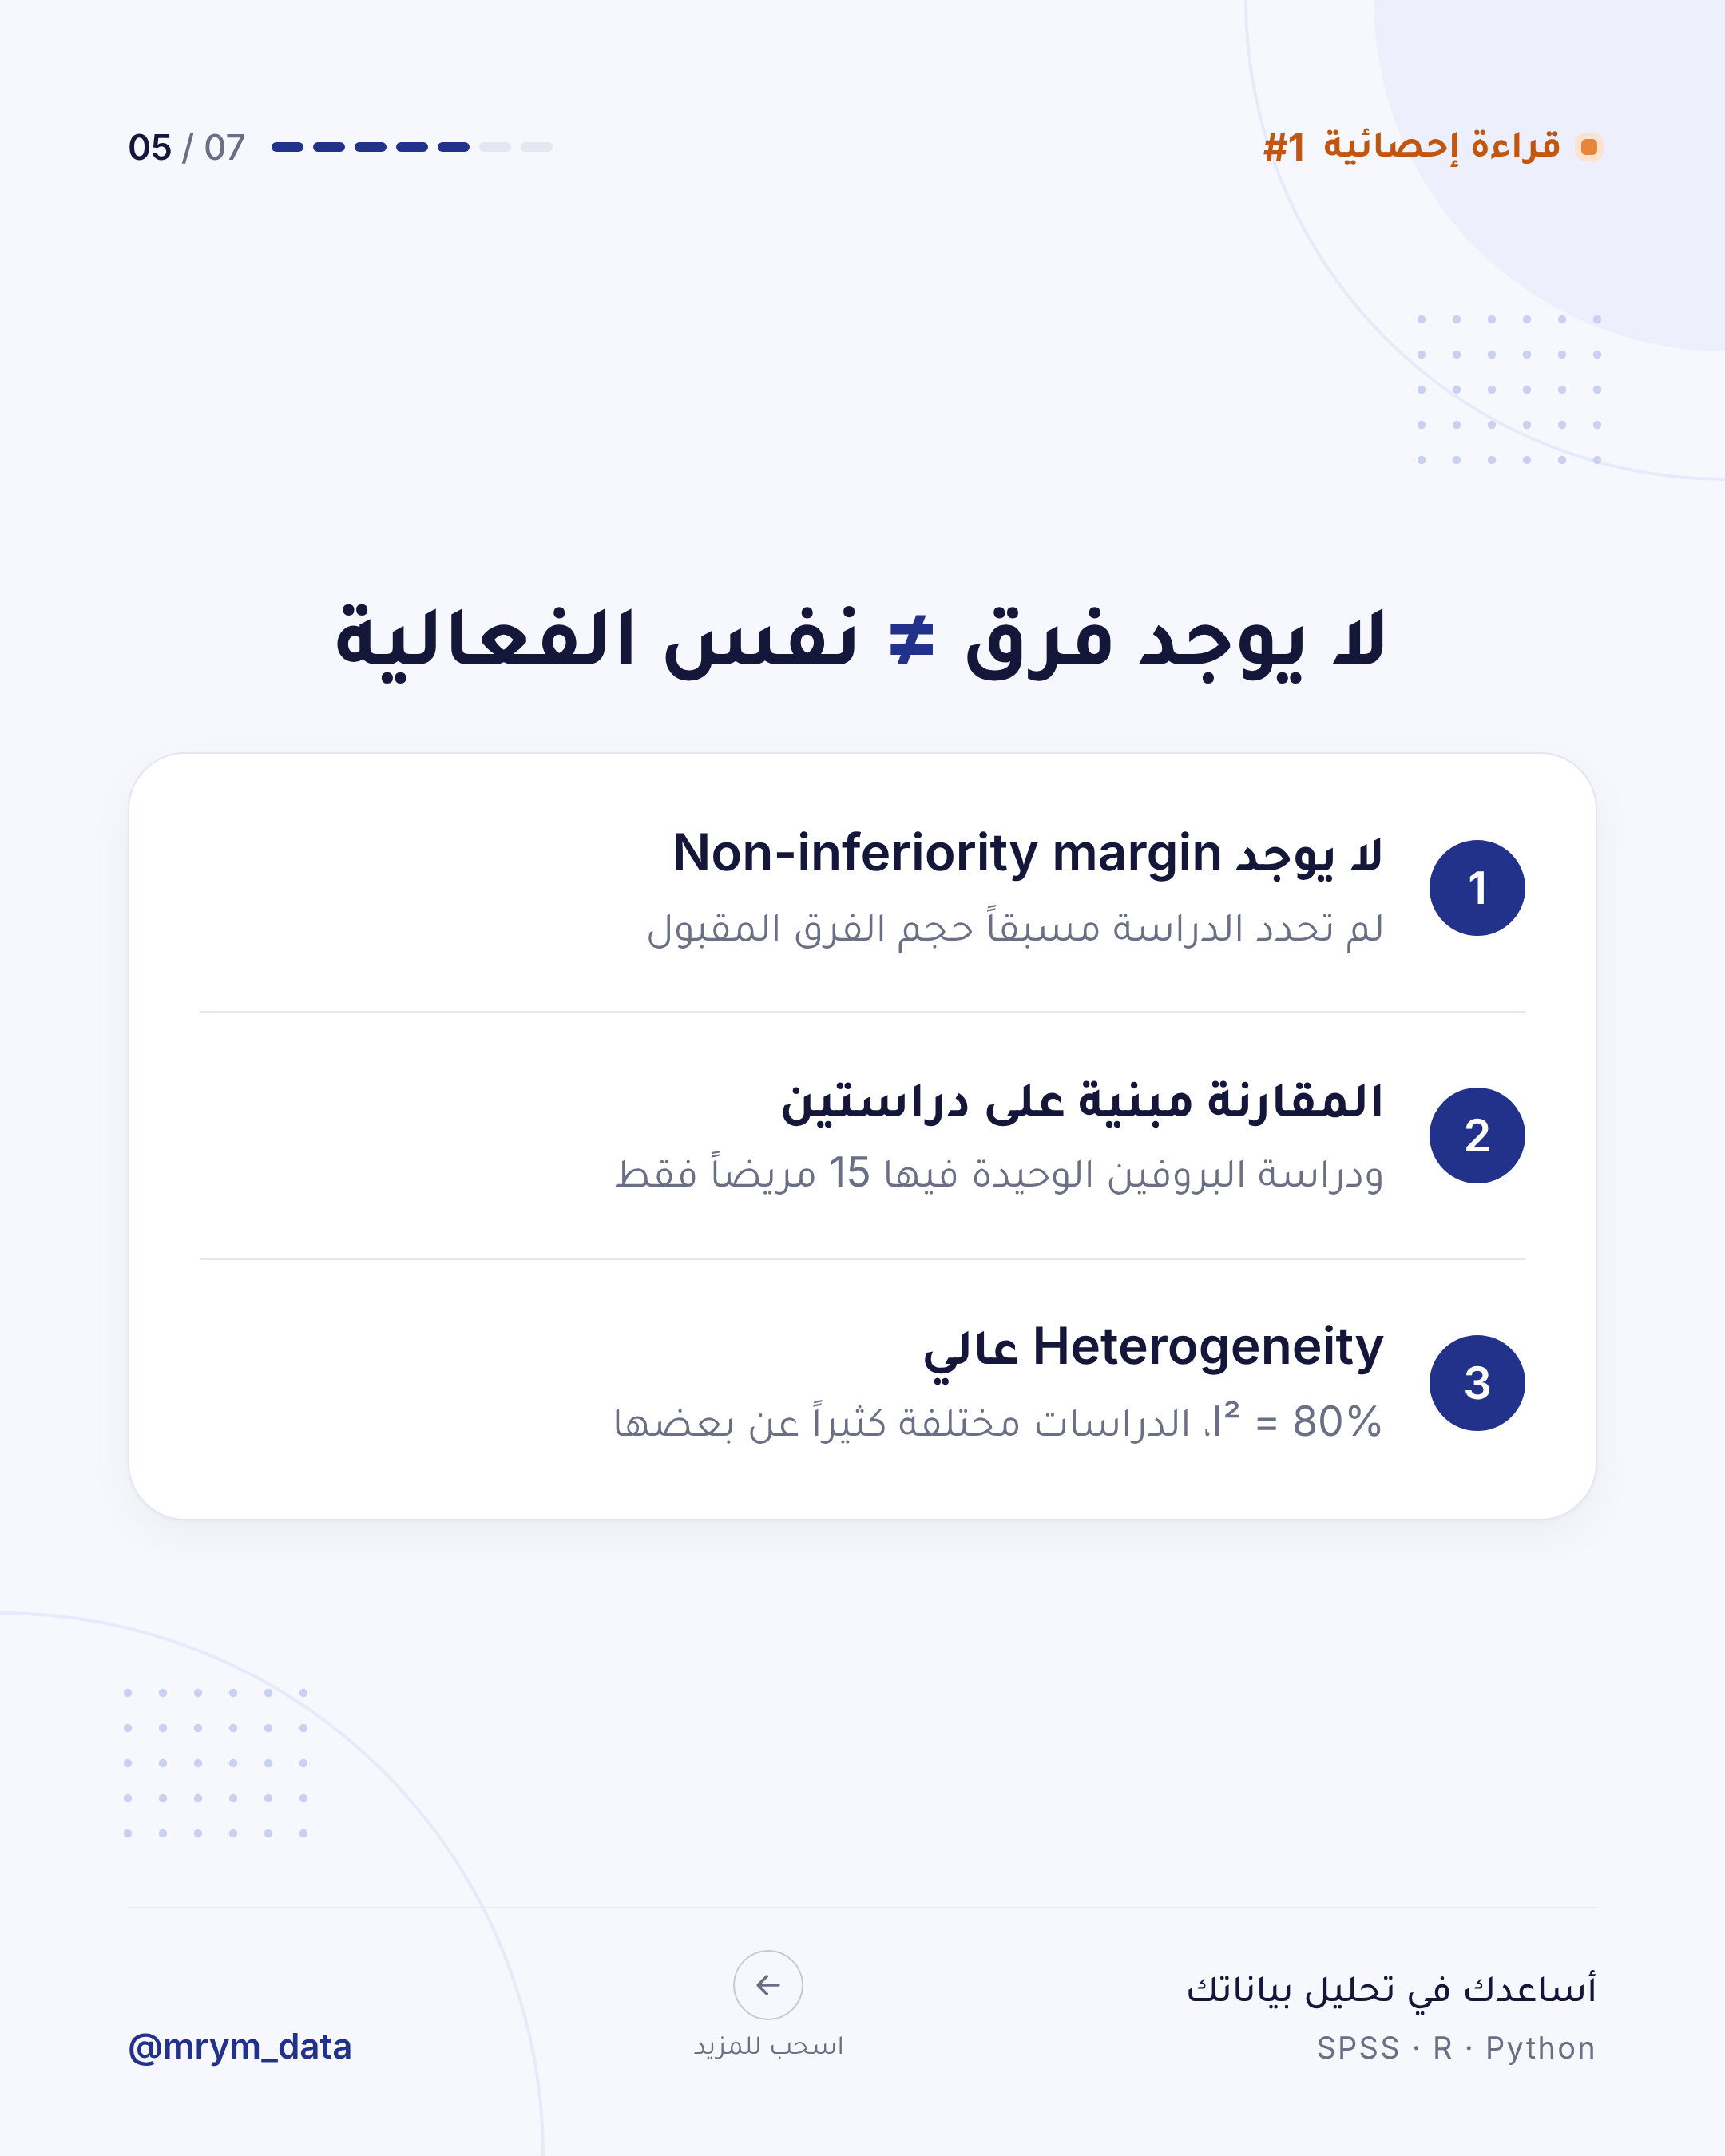 قراءة إحصائية #1
05 / 07
لا يوجد فرق ≠ نفس الفعالية
1
لا يوجد Non-inferiority margin
لم تحدد الدراسة مسبقاً حجم الفرق المقبول
2
المقارنة مبنية على دراستين
ودراسة البروفين الوحيدة فيها 15 مريضاً فقط
3
Heterogeneity عالي
I² = 80%، الدراسات مختلفة كثيراً عن بعضها
أساعدك في تحليل بياناتك
SPSS · R · Python
اسحب للمزيد
@mrym_data